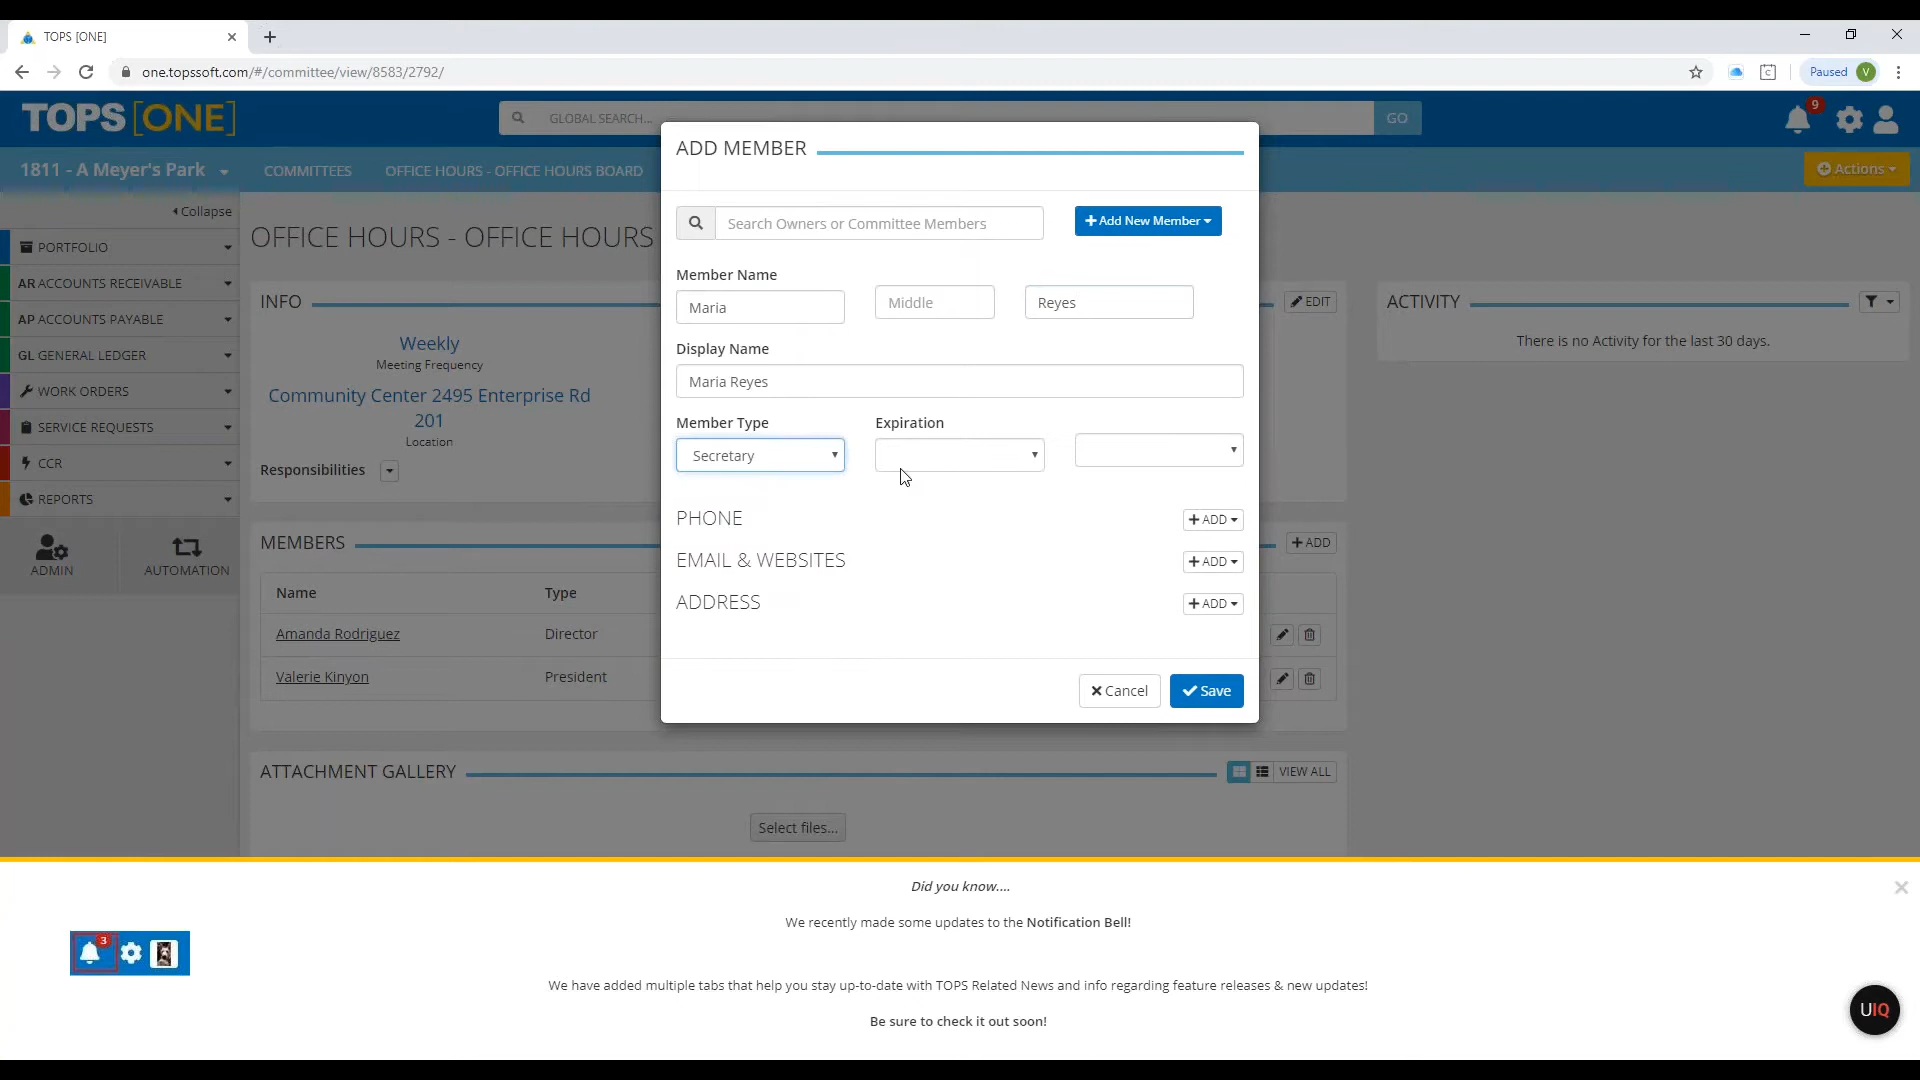 TOPS [ONE]
one.topssoft.com/#/committee/view/8583/2792/
Paused V
TOPS [ONE]
GLOBAL SEARCH...
GO
9
1811 - A Meyer's Park
COMMITTEES
OFFICE HOURS - OFFICE HOURS BOARD
Actions
Collapse
PORTFOLIO
AR ACCOUNTS RECEIVABLE
AP ACCOUNTS PAYABLE
GL GENERAL LEDGER
WORK ORDERS
SERVICE REQUESTS
CCR
REPORTS
ADMIN
AUTOMATION
OFFICE HOURS - OFFICE HOURS
INFO
EDIT
Weekly
Meeting Frequency
Community Center 2495 Enterprise Rd
201
Location
Responsibilities
MEMBERS
ADD
Name
Type
Amanda Rodriguez
Director
Valerie Kinyon
President
ATTACHMENT GALLERY
VIEW ALL
Select files...
ACTIVITY
There is no Activity for the last 30 days.
ADD MEMBER
Search Owners or Committee Members
Add New Member
Member Name
Maria
Middle
Reyes
Display Name
Maria Reyes
Member Type
Expiration
Secretary
PHONE
ADD
EMAIL & WEBSITES
ADD
ADDRESS
ADD
Cancel
Save
Did you know....
We recently made some updates to the Notification Bell!
3
We have added multiple tabs that help you stay up-to-date with TOPS Related News and info regarding feature releases & new updates!
Be sure to check it out soon!
UIQ